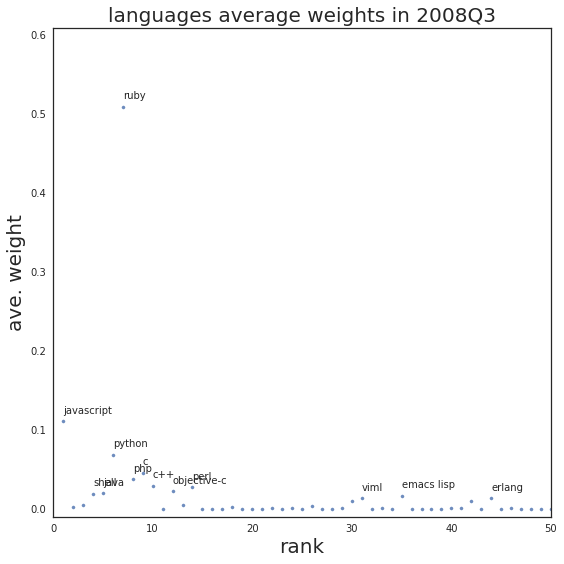 languages average weights in 2008Q3
0.6
ruby
0.5
0.4
0.3
0.2
ave. weight
javascript
0.1
python
c
php
c++
perl
shell
java
objective-c
viml
emacs lisp
erlang
0.0
0
10
20
30
40
50
rank